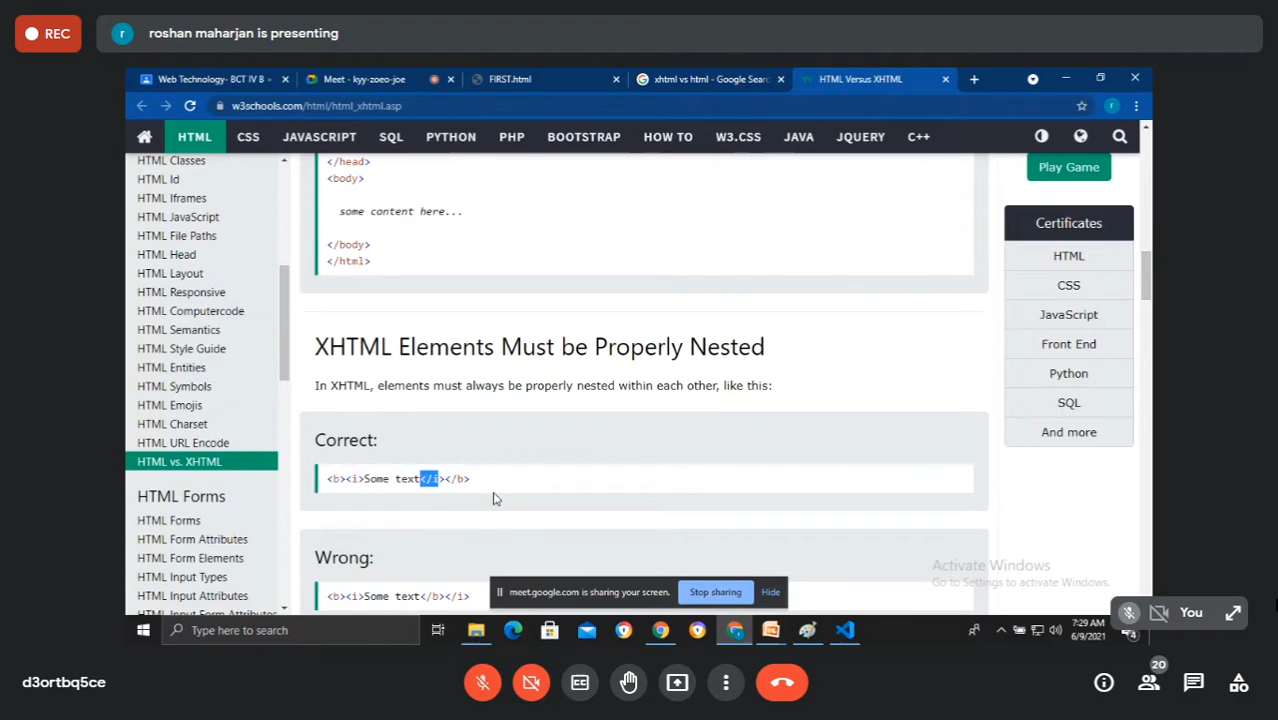 REC
r
roshan maharjan is presenting
Web Technology- BCT IV B
Meet - kyy-zoeo-joe
FIRST.html
xhtml vs html - Google Sear
HTML Versus XHTML
w3schools.com/html/html_xhtml.asp
r
HTML CSS JAVASCRIPT SQL PYTHON PHP BOOTSTRAP HOW TO W3.CSS JAVA JQUERY C++
HTML Classes
HTML Id
HTML Iframes
HTML JavaScript
HTML File Paths
HTML Head
HTML Layout
HTML Responsive
HTML Computercode
HTML Semantics
HTML Style Guide
HTML Entities
HTML Symbols
HTML Emojis
HTML Charset
HTML URL Encode
HTML vs. XHTML
HTML Forms
HTML Forms
HTML Form Attributes
HTML Form Elements
HTML Input Types
HTML Input Attributes
HTML Input Form Attributes
</head>
<body>
some content here...
</body>
</html>
XHTML Elements Must be Properly Nested
In XHTML, elements must always be properly nested within each other, like this:
Correct:
<b><i>Some text</i></b>
Wrong:
<b><i>Some text</b></i>
Play Game
Certificates
HTML
CSS
JavaScript
Front End
Python
SQL
And more
Activate Windows
Go to Settings to activate Windows.
meet.google.com is sharing your screen.
Stop sharing
Hide
You
Type here to search
7:29 AM
6/9/2021
4
d3ortbq5ce
20